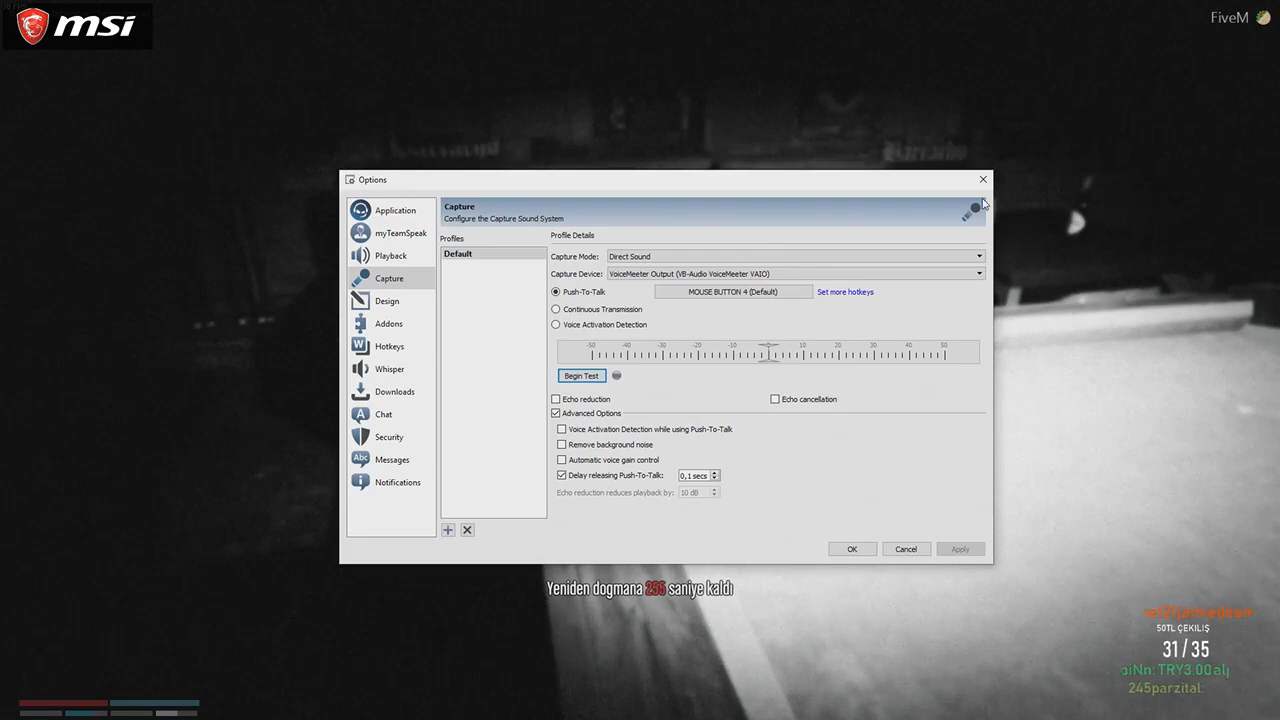 msi
FiveM
Options
Application
myTeamSpeak
Playback
Capture
Design
Addons
Hotkeys
Whisper
Downloads
Chat
Security
Messages
Notifications
Capture
Configure the Capture Sound System
Profiles
Default
Profile Details
Capture Mode: Direct Sound
Capture Device: VoiceMeeter Output (VB-Audio VoiceMeeter VAIO)
Push-To-Talk MOUSE BUTTON 4 (Default) Set more hotkeys
Continuous Transmission
Voice Activation Detection
-50 -40 -30 -20 -10 0 10 20 30 40 50
Begin Test
Echo reduction Echo cancellation
Advanced Options
Voice Activation Detection while using Push-To-Talk
Remove background noise
Automatic voice gain control
Delay releasing Push-To-Talk: 0,1 secs
Echo reduction reduces playback by: 10 dB
OK Cancel Apply
Yeniden dogmana 255 saniye kaldı
50TL ÇEKILIŞ
31 / 35
TRY3.00
245parzital: